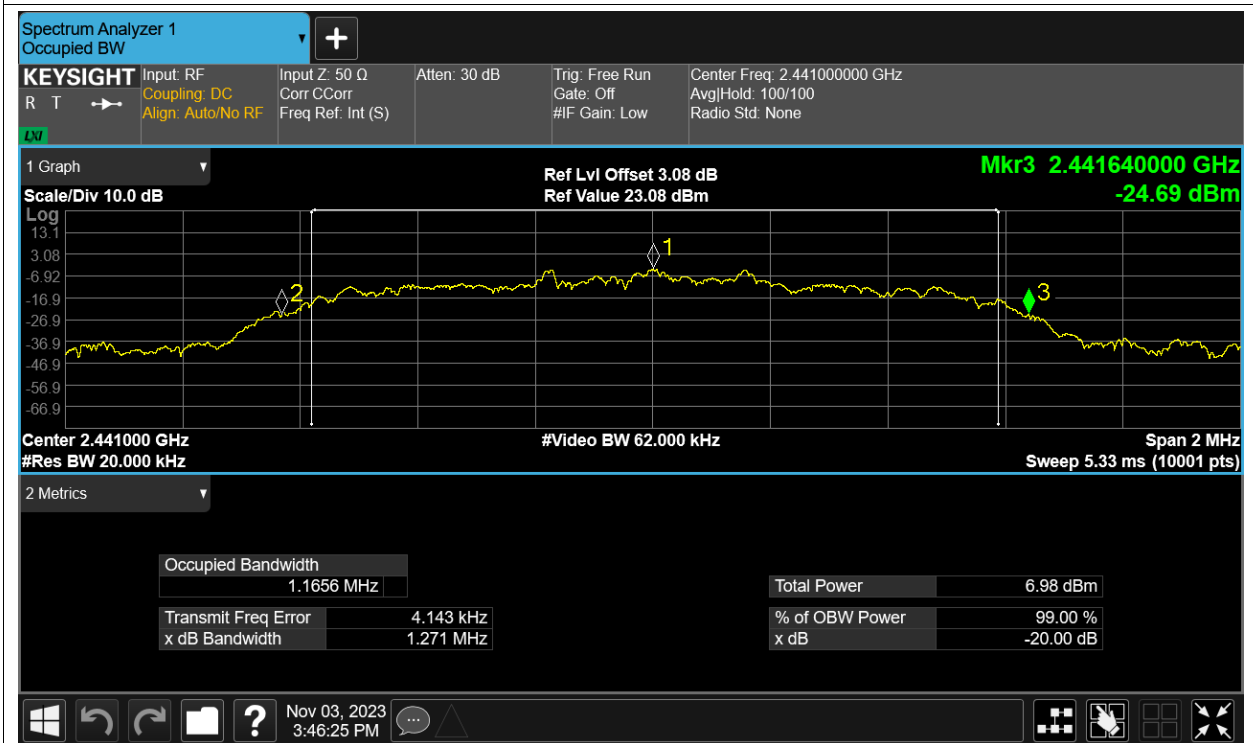 Spectrum Analyzer 1
Occupied BW
KEYSIGHT
R T
LXI
Input: RF
Coupling: DC
Align: Auto/No RF
Input Z: 50 Ω
Corr CCorr
Freq Ref: Int (S)
Atten: 30 dB
Trig: Free Run
Gate: Off
#IF Gain: Low
Center Freq: 2.441000000 GHz
Avg|Hold: 100/100
Radio Std: None
1 Graph
Scale/Div 10.0 dB
Ref Lvl Offset 3.08 dB
Ref Value 23.08 dBm
Mkr3 2.441640000 GHz
-24.69 dBm
Log
13.1
3.08
-6.92
-16.9
-26.9
-36.9
-46.9
-56.9
-66.9
1
2
3
Center 2.441000 GHz
#Res BW 20.000 kHz
#Video BW 62.000 kHz
Span 2 MHz
Sweep 5.33 ms (10001 pts)
2 Metrics
Occupied Bandwidth
1.1656 MHz
Transmit Freq Error 4.143 kHz
x dB Bandwidth 1.271 MHz
Total Power 6.98 dBm
% of OBW Power 99.00 %
x dB -20.00 dB
?
Nov 03, 2023
3:46:25 PM